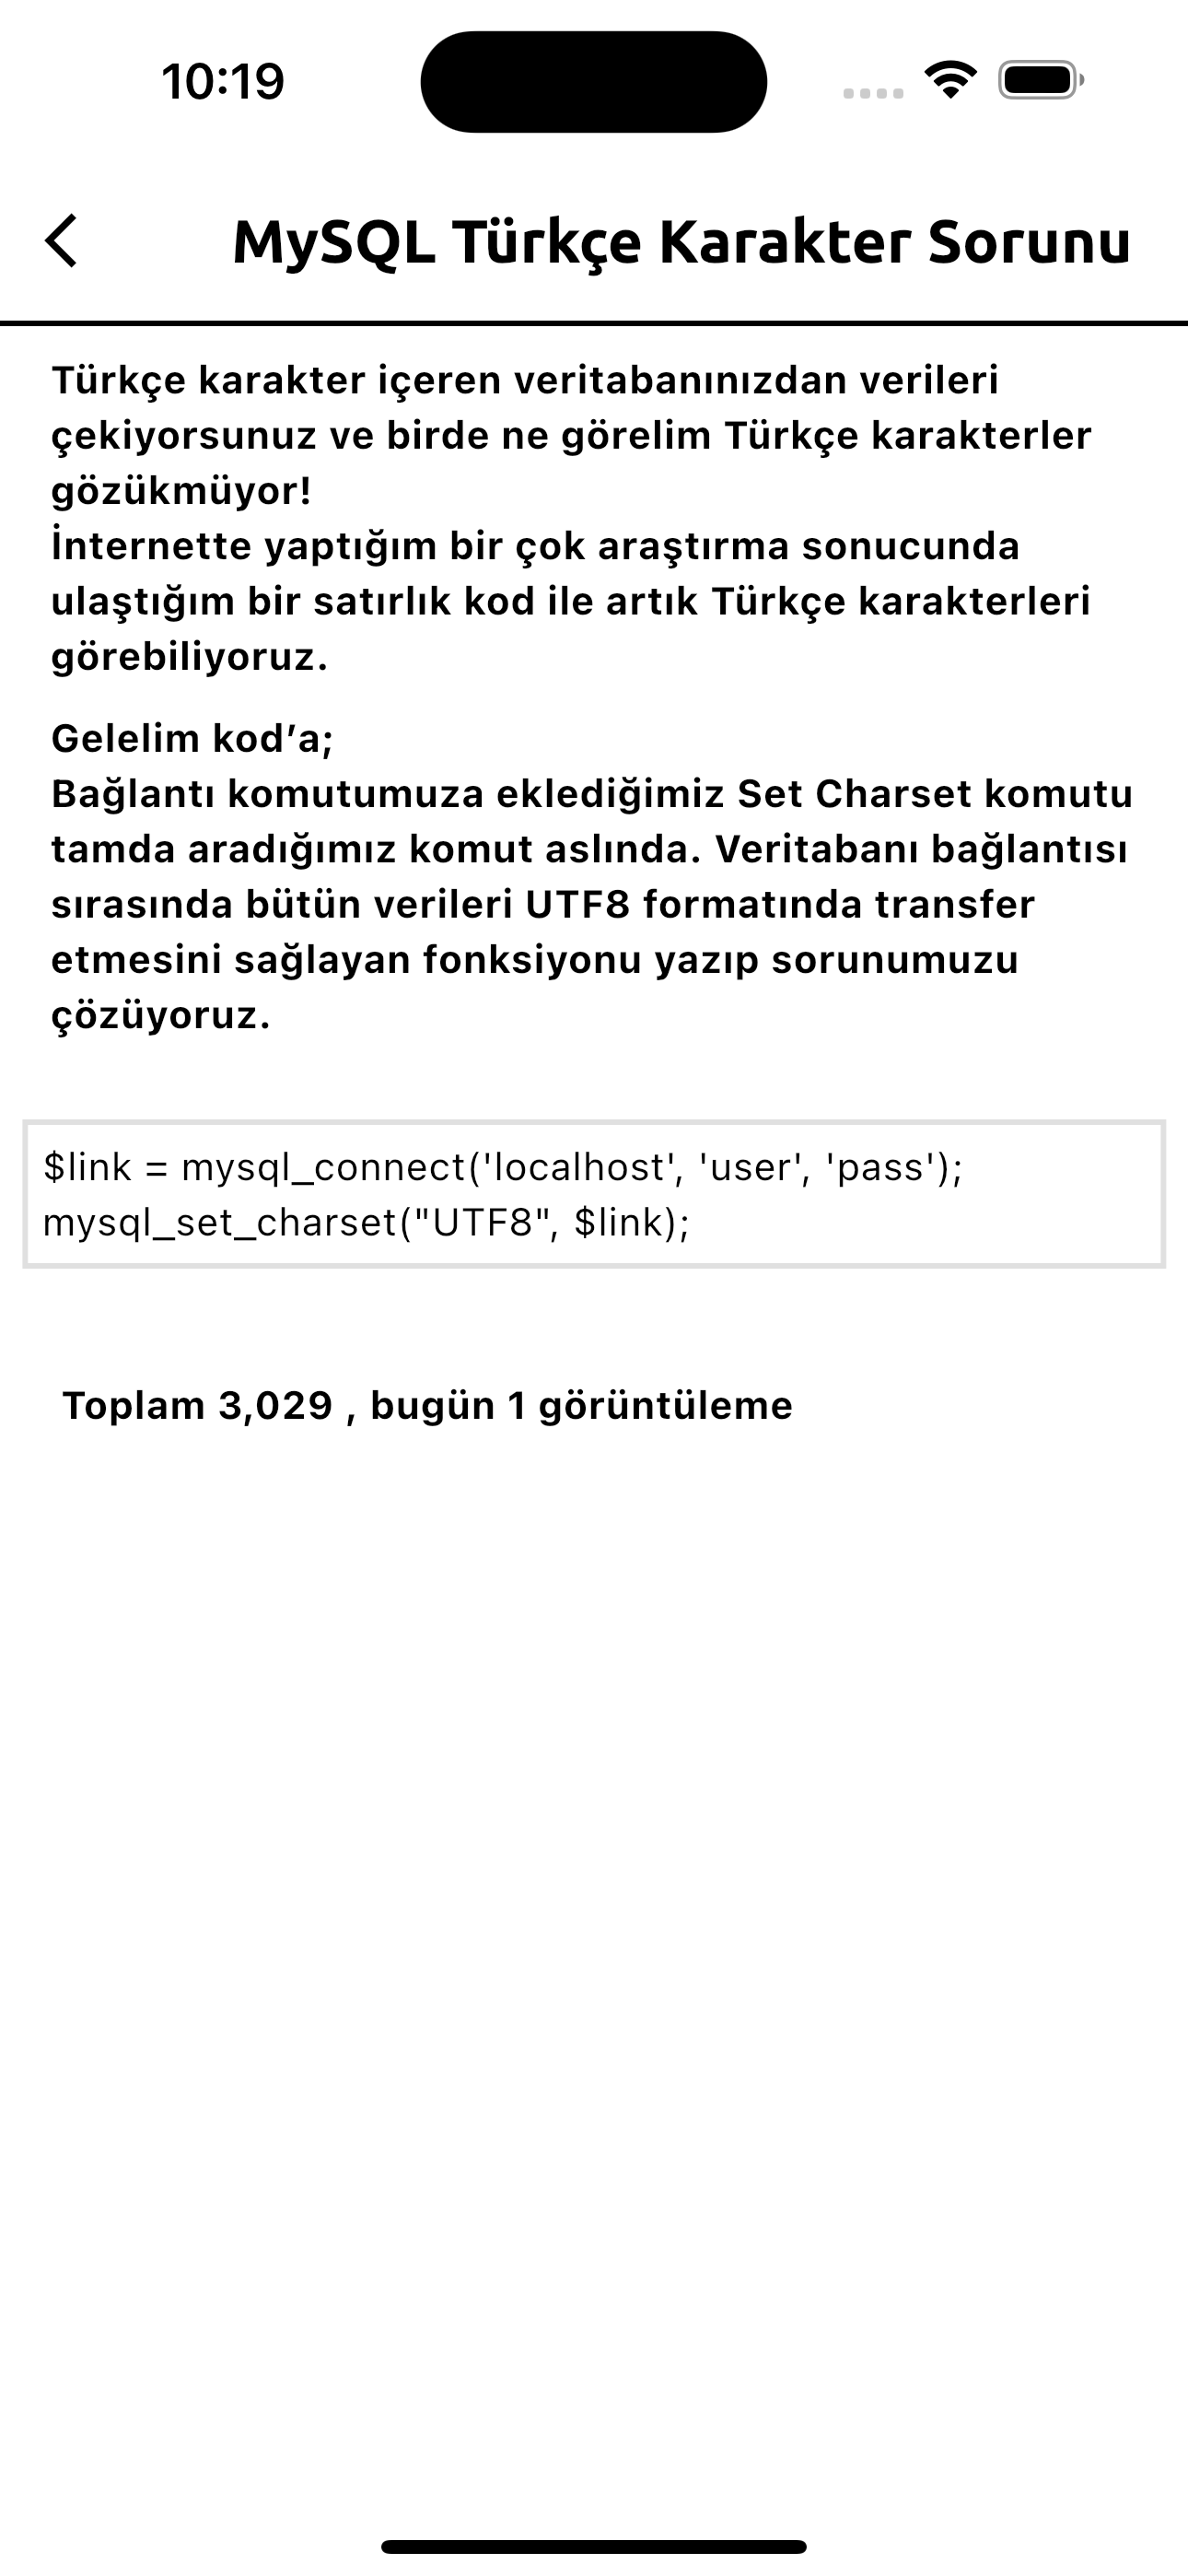 10:19
MySQL Türkçe Karakter Sorunu
Türkçe karakter içeren veritabanınızdan verileri
çekiyorsunuz ve birde ne görelim Türkçe karakterler
gözükmüyor!
İnternette yaptığım bir çok araştırma sonucunda
ulaştığım bir satırlık kod ile artık Türkçe karakterleri
görebiliyoruz.
Gelelim kod’a;
Bağlantı komutumuza eklediğimiz Set Charset komutu
tamda aradığımız komut aslında. Veritabanı bağlantısı
sırasında bütün verileri UTF8 formatında transfer
etmesini sağlayan fonksiyonu yazıp sorunumuzu
çözüyoruz.
$link = mysql_connect('localhost', 'user', 'pass');
mysql_set_charset("UTF8", $link);
Toplam 3,029 , bugün 1 görüntüleme